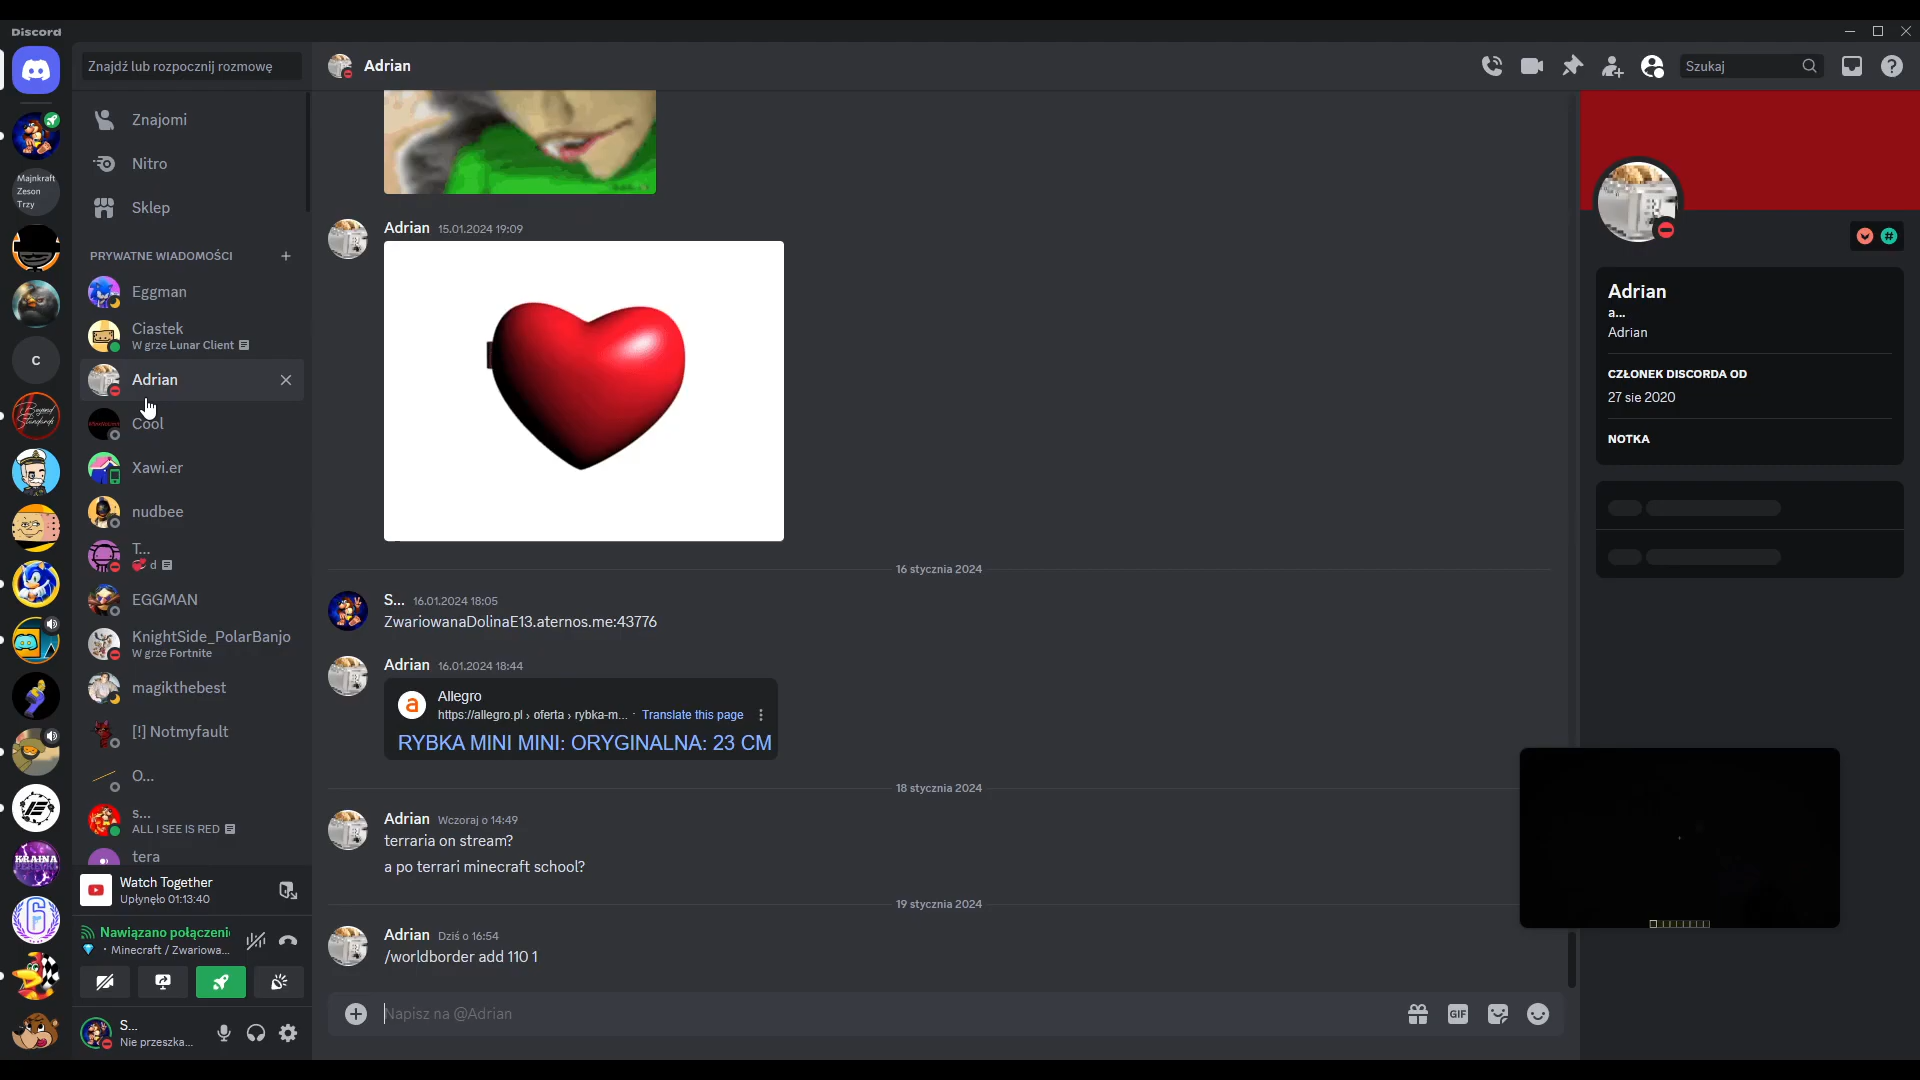 Discord
Znajdź lub rozpocznij rozmowę
Adrian
Szukaj
Majnkraft
Zeson
Trzy
C
Beyond
Standards
KRAINA
Znajomi
Nitro
Sklep
PRYWATNE WIADOMOŚCI
Eggman
Ciastek
W grze Lunar Client
Adrian
Cool
Xawi.er
nudbee
T...
d
EGGMAN
KnightSide_PolarBanjo
W grze Fortnite
magikthebest
[!] Notmyfault
O...
s...
ALL I SEE IS RED
tera
Watch Together
Upłynęło 01:13:40
Nawiązano połączeni
Minecraft / Zwariowa...
S...
Nie przeszka...
Adrian 15.01.2024 19:09
16 stycznia 2024
S... 16.01.2024 18:05
ZwariowanaDolinaE13.aternos.me:43776
Adrian 16.01.2024 18:44
Allegro
https://allegro.pl › oferta › rybka-m... · Translate this page
RYBKA MINI MINI: ORYGINALNA: 23 CM
18 stycznia 2024
Adrian Wczoraj o 14:49
terraria on stream?
a po terrari minecraft school?
19 stycznia 2024
Adrian Dziś o 16:54
/worldborder add 110 1
Napisz na @Adrian
GIF
Adrian
a...
Adrian
CZŁONEK DISCORDA OD
27 sie 2020
NOTKA